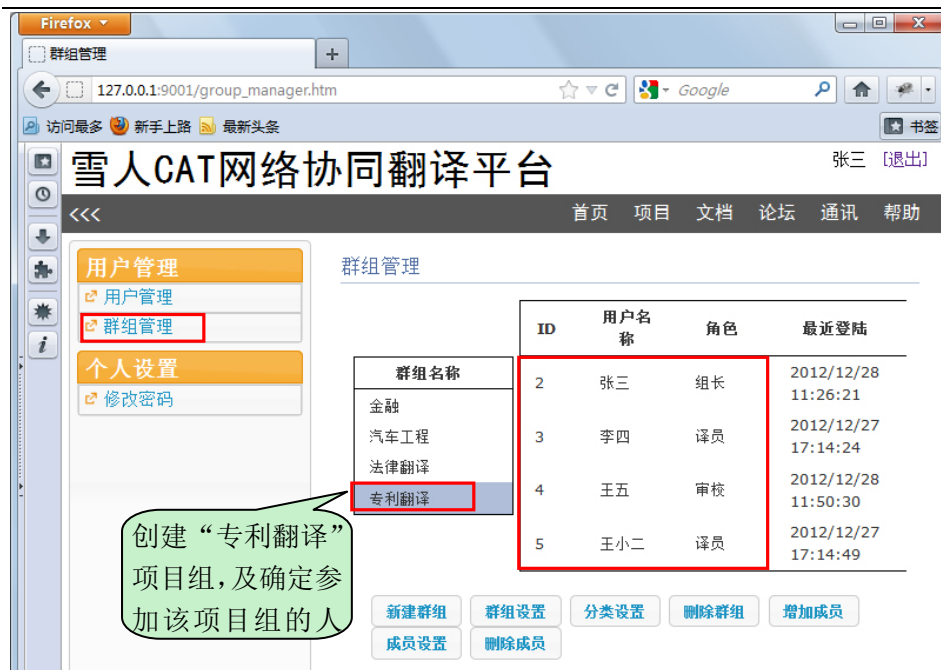 Firefox
群组管理
127.0.0.1:9001/group_manager.htm
Google
访问最多 新手上路 最新头条
书签
雪人CAT网络协同翻译平台
张三 [退出]
<<<
首页 项目 文档 论坛 通讯 帮助
用户管理
用户管理
群组管理
个人设置
修改密码
群组管理
群组名称
金融
汽车工程
法律翻译
专利翻译
ID 用户名称 角色 最近登陆
2 张三 组长 2012/12/28 11:26:21
3 李四 译员 2012/12/27 17:14:24
4 王五 审校 2012/12/28 11:50:30
5 王小二 译员 2012/12/27 17:14:49
创建“专利翻译”
项目组，及确定参
加该项目组的人
新建群组 群组设置 分类设置 删除群组 增加成员
成员设置 删除成员